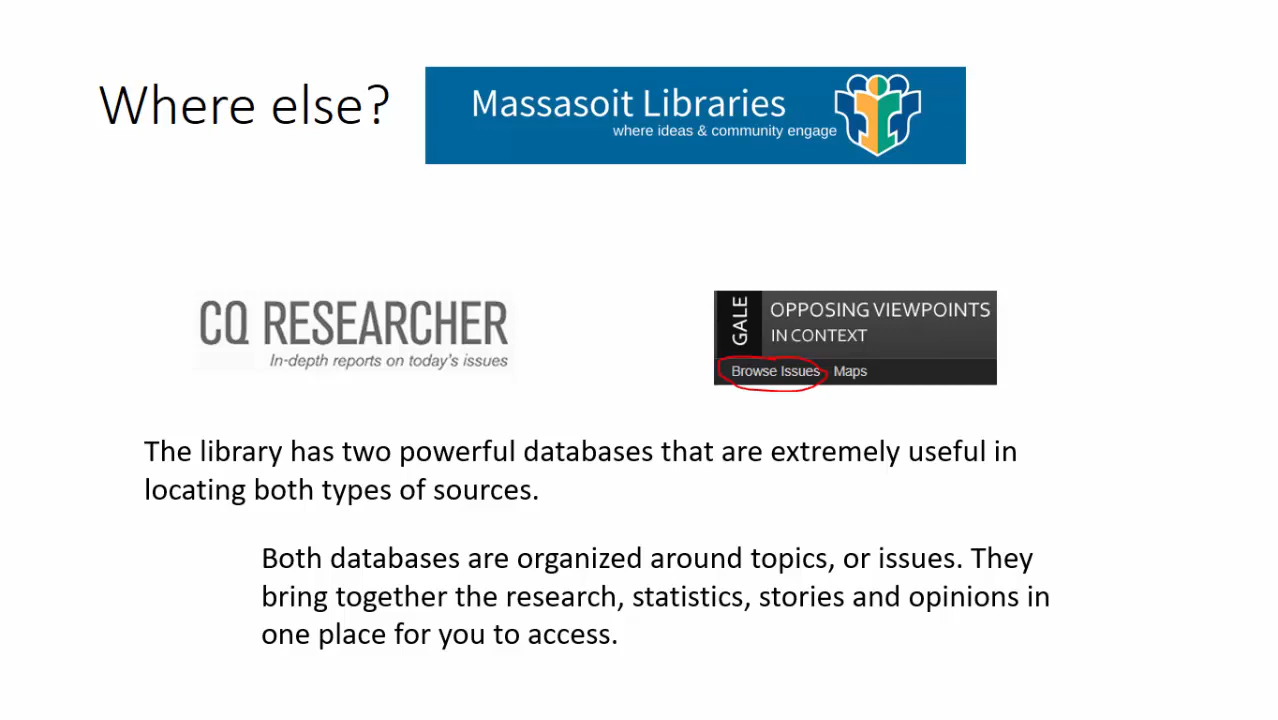 Where else?
Massasoit Libraries
where ideas & community engage
CQ RESEARCHER
In-depth reports on today's issues
GALE
OPPOSING VIEWPOINTS
IN CONTEXT
Browse Issues Maps
The library has two powerful databases that are extremely useful in
locating both types of sources.
Both databases are organized around topics, or issues. They
bring together the research, statistics, stories and opinions in
one place for you to access.